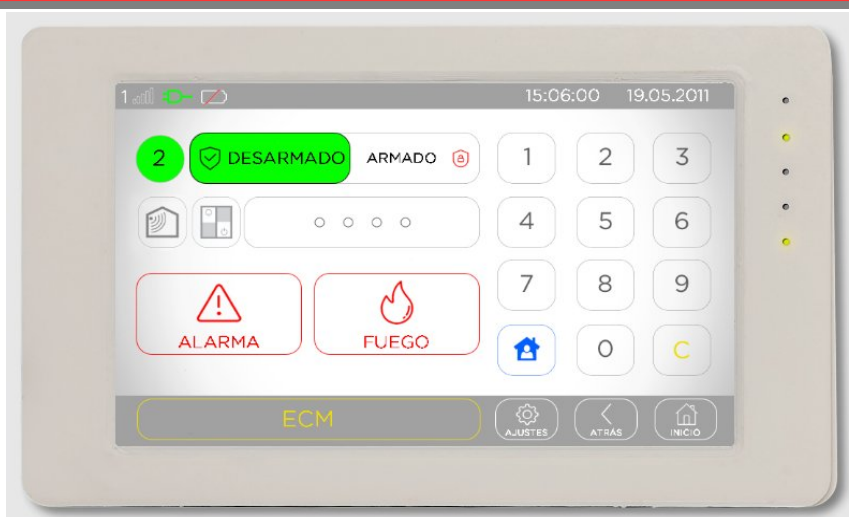 1 15:06:00 19.05.2011
2 DESARMADO ARMADO 1 2 3
4 5 6
ALARMA FUEGO 7 8 9
0 C
ECM AJUSTES ATRÁS INICIO